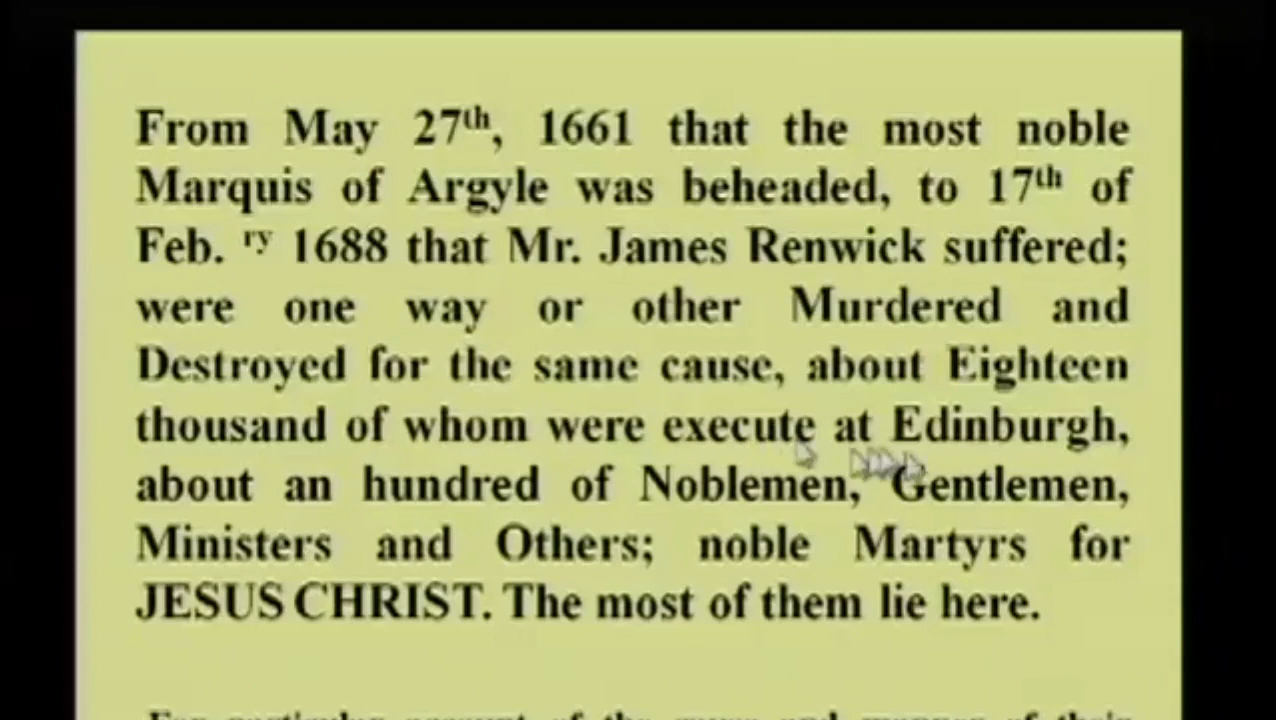 From May 27th, 1661 that the most noble
Marquis of Argyle was beheaded, to 17th of
Feb. ry 1688 that Mr. James Renwick suffered;
were one way or other Murdered and
Destroyed for the same cause, about Eighteen
thousand of whom were execute at Edinburgh,
about an hundred of Noblemen, Gentlemen,
Ministers and Others; noble Martyrs for
JESUS CHRIST. The most of them lie here.